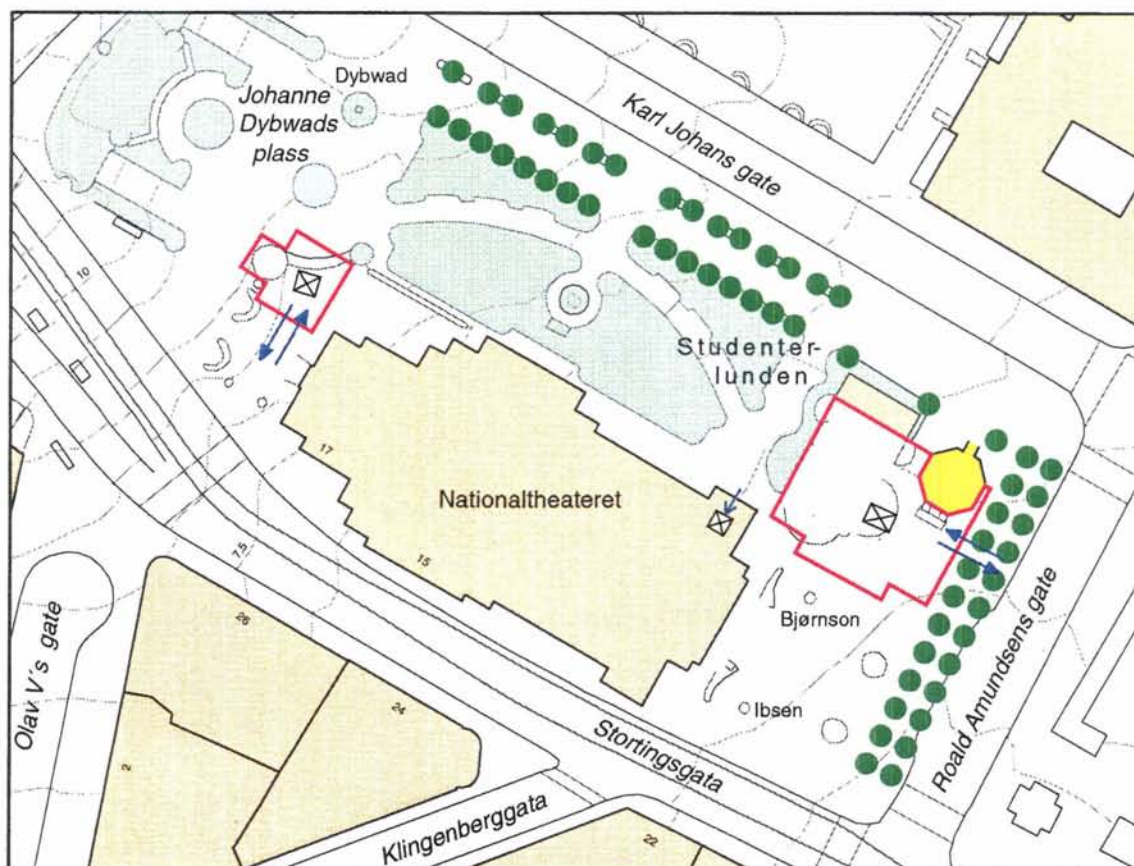 Dybwad
Johanne
Dybwads
plass
Karl Johans gate
10
Studenter-
lunden
17
Nationaltheateret
15
7.5
Bjørnson
Ibsen
Olav V's gate
26
24
2
Stortingsgata
Roald Amundsens gate
Klingenberggata
22